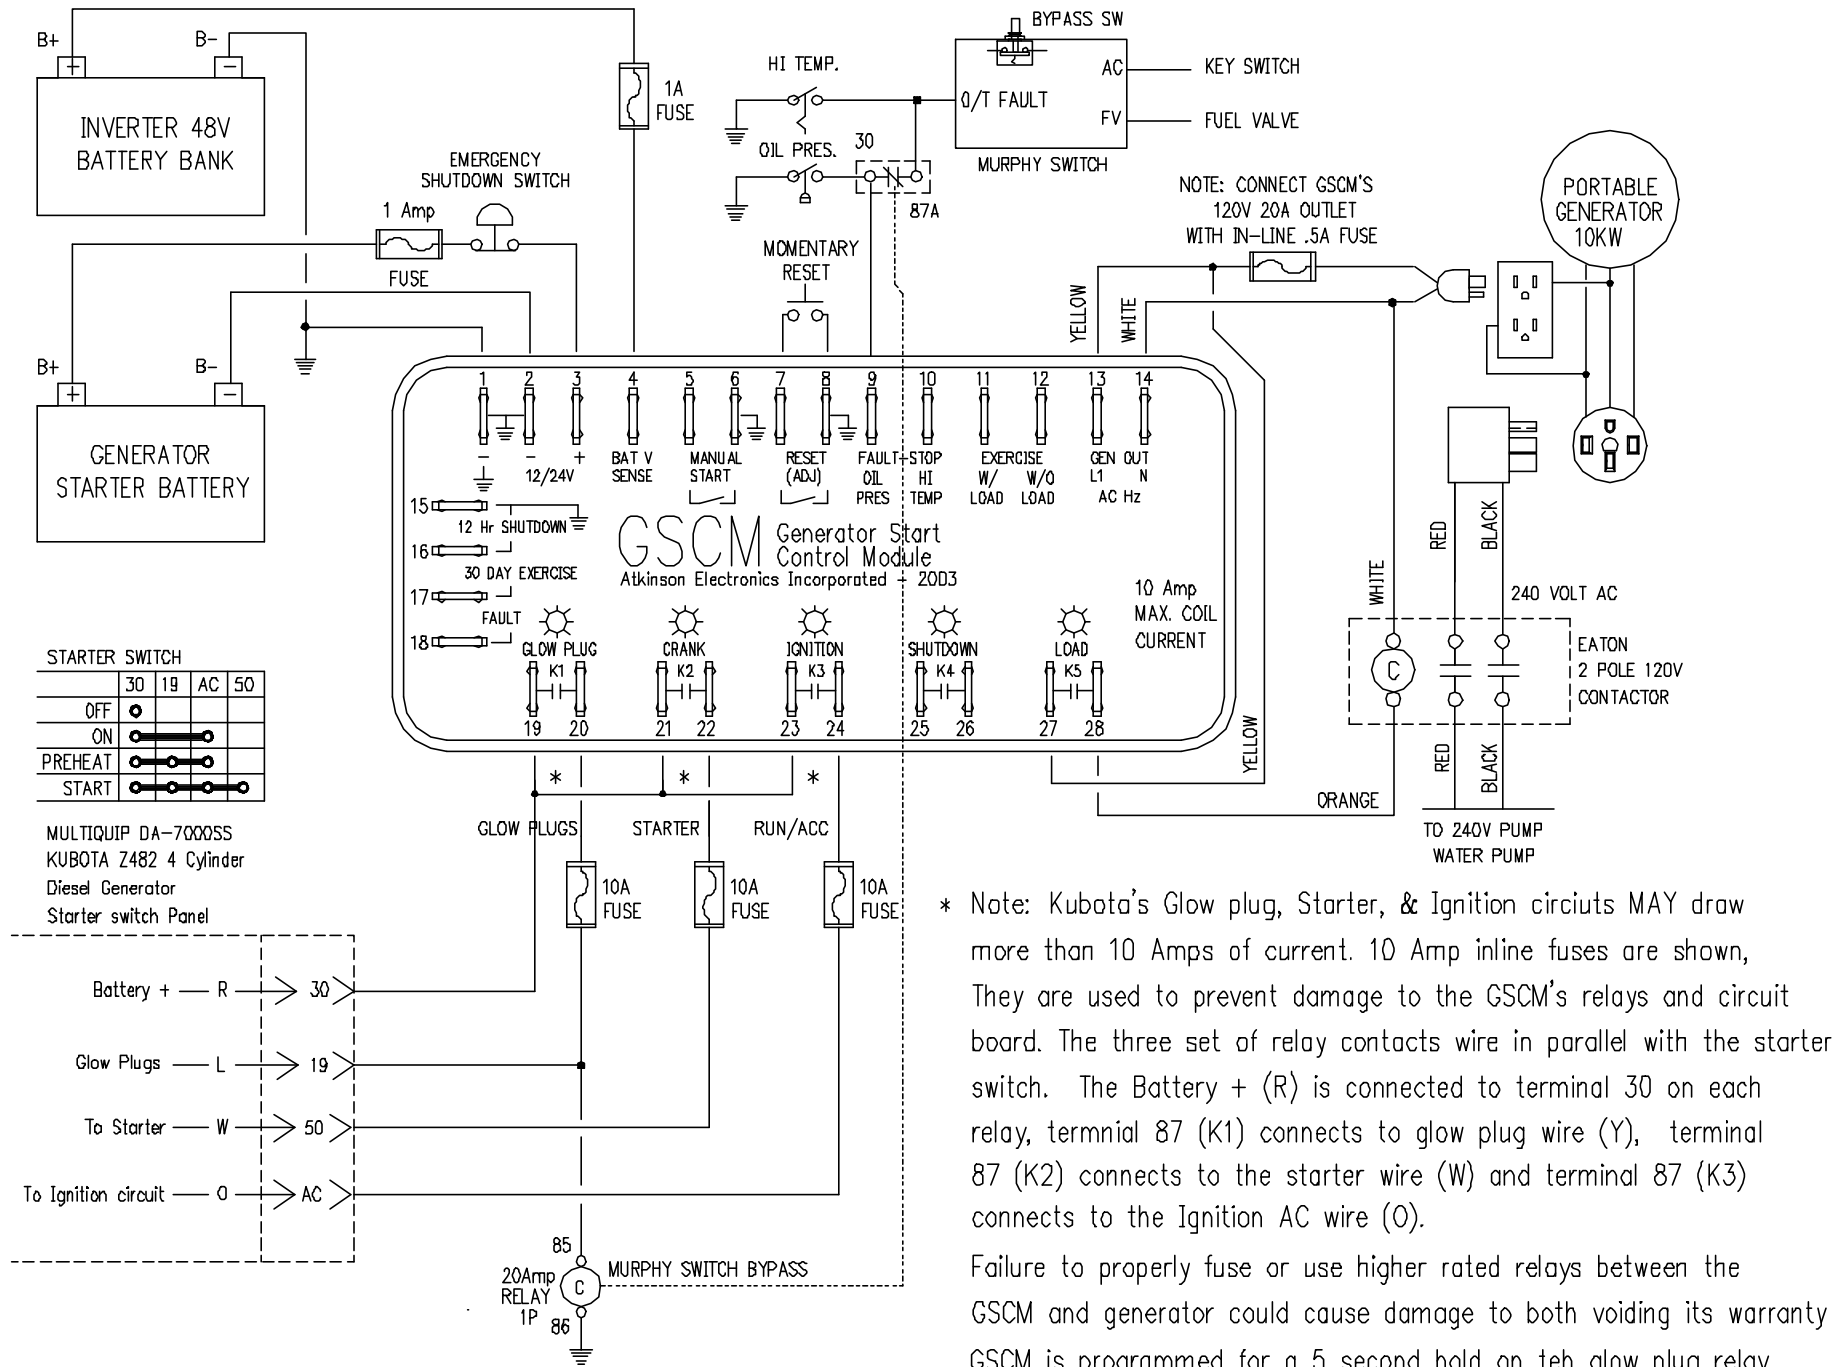 BYPASS SW
B+
B-
+
-
INVERTER 48V
BATTERY BANK
1A
FUSE
HI TEMP.
O/T FAULT
AC
KEY SWITCH
FV
FUEL VALVE
MURPHY SWITCH
OIL PRES.
30
87A
EMERGENCY
SHUTDOWN SWITCH
1 Amp
FUSE
MOMENTARY
RESET
NOTE: CONNECT GSCM'S
120V 20A OUTLET
WITH IN-LINE .5A FUSE
PORTABLE
GENERATOR
10KW
YELLOW
WHITE
B+
B-
+
-
GENERATOR
STARTER BATTERY
1 2 3 4 5 6 7 8 9 10 11 12 13 14
- - +
12/24V
BAT V
SENSE
MANUAL
START
RESET
(ADJ)
FAULT-STOP
OIL
PRES
HI
TEMP
EXERCISE
W/
LOAD
W/O
LOAD
GEN OUT
L1 N
AC Hz
15
12 Hr SHUTDOWN
16
30 DAY EXERCISE
17
FAULT
18
GSCM
Generator Start
Control Module
Atkinson Electronics Incorporated - 2003
10 Amp
MAX. COIL
CURRENT
GLOW PLUG
K1
CRANK
K2
IGNITION
K3
SHUTDOWN
K4
LOAD
K5
19 20 21 22 23 24 25 26 27 28
RED
BLACK
WHITE
240 VOLT AC
C
EATON
2 POLE 120V
CONTACTOR
RED
BLACK
YELLOW
ORANGE
TO 240V PUMP
WATER PUMP
STARTER SWITCH
30 19 AC 50
OFF
ON
PREHEAT
START
MULTIQUIP DA-7000SS
KUBOTA Z482 4 Cylinder
Diesel Generator
Starter switch Panel
* * *
GLOW PLUGS
STARTER
RUN/ACC
10A
FUSE
10A
FUSE
10A
FUSE
Battery + R 30
Glow Plugs L 19
To Starter W 50
To Ignition circuit O AC
85
20Amp
RELAY
1P
C
86
MURPHY SWITCH BYPASS
* Note: Kubota's Glow plug, Starter, & Ignition circiuts MAY draw
more than 10 Amps of current. 10 Amp inline fuses are shown,
They are used to prevent damage to the GSCM's relays and circuit
board. The three set of relay contacts wire in parallel with the starter
switch. The Battery + (R) is connected to terminal 30 on each
relay, termnial 87 (K1) connects to glow plug wire (Y), terminal
87 (K2) connects to the starter wire (W) and terminal 87 (K3)
connects to the Ignition AC wire (O).
Failure to properly fuse or use higher rated relays between the
GSCM and generator could cause damage to both voiding its warranty
GSCM is programmed for a 5 second hold on teh glow plug relay